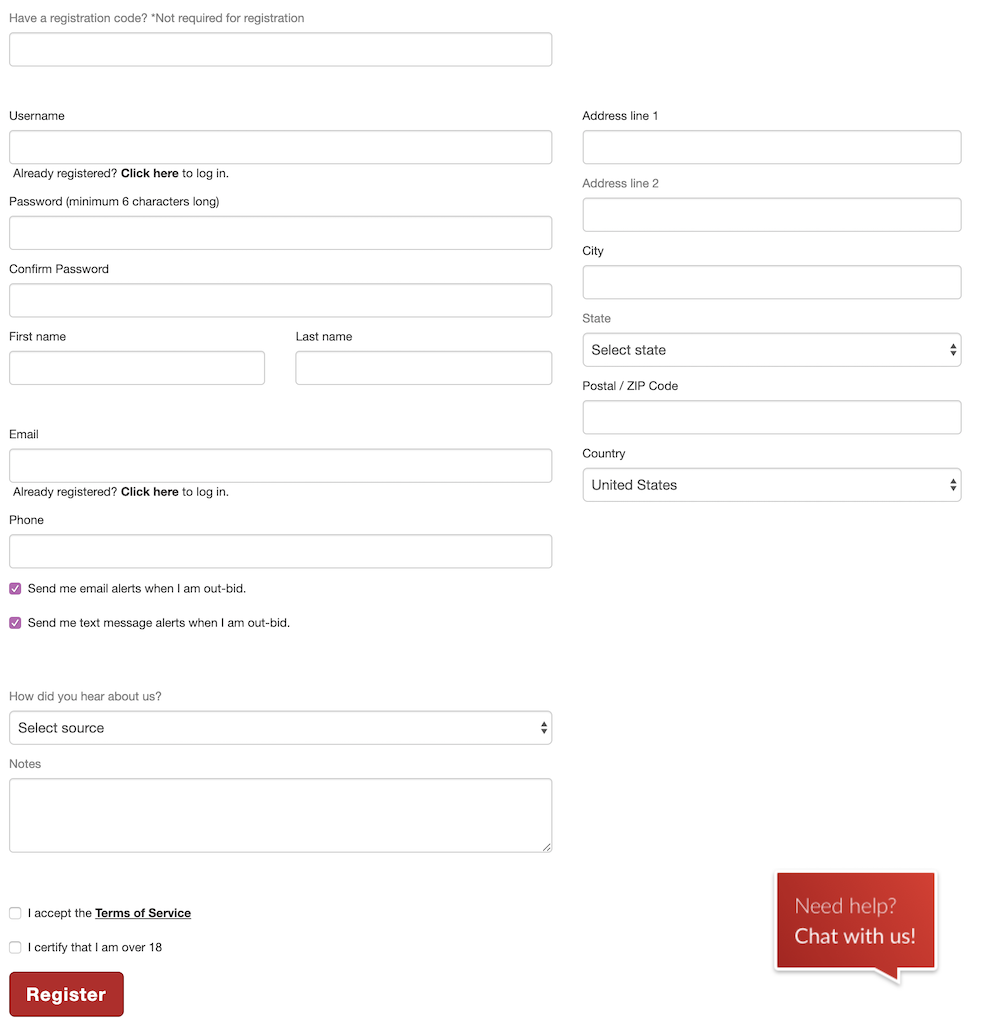 Have a registration code? *Not required for registration
Username
Already registered? Click here to log in.
Password (minimum 6 characters long)
Confirm Password
First name
Last name
Email
Already registered? Click here to log in.
Phone
Send me email alerts when I am out-bid.
Send me text message alerts when I am out-bid.
How did you hear about us?
Select source
Notes
I accept the Terms of Service
I certify that I am over 18
Register
Address line 1
Address line 2
City
State
Select state
Postal / ZIP Code
Country
United States
Need help?
Chat with us!